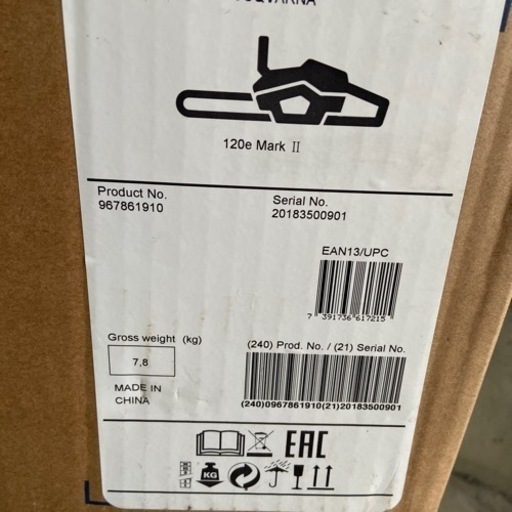 120e Mark II
Product No.
967861910
Serial No.
20183500901
EAN13/UPC
7 391736 617215
Gross weight (kg)
7,8
(240) Prod. No. / (21) Serial No.
MADE IN
CHINA
(240)0967861910(21)20183500901
EAC
KG